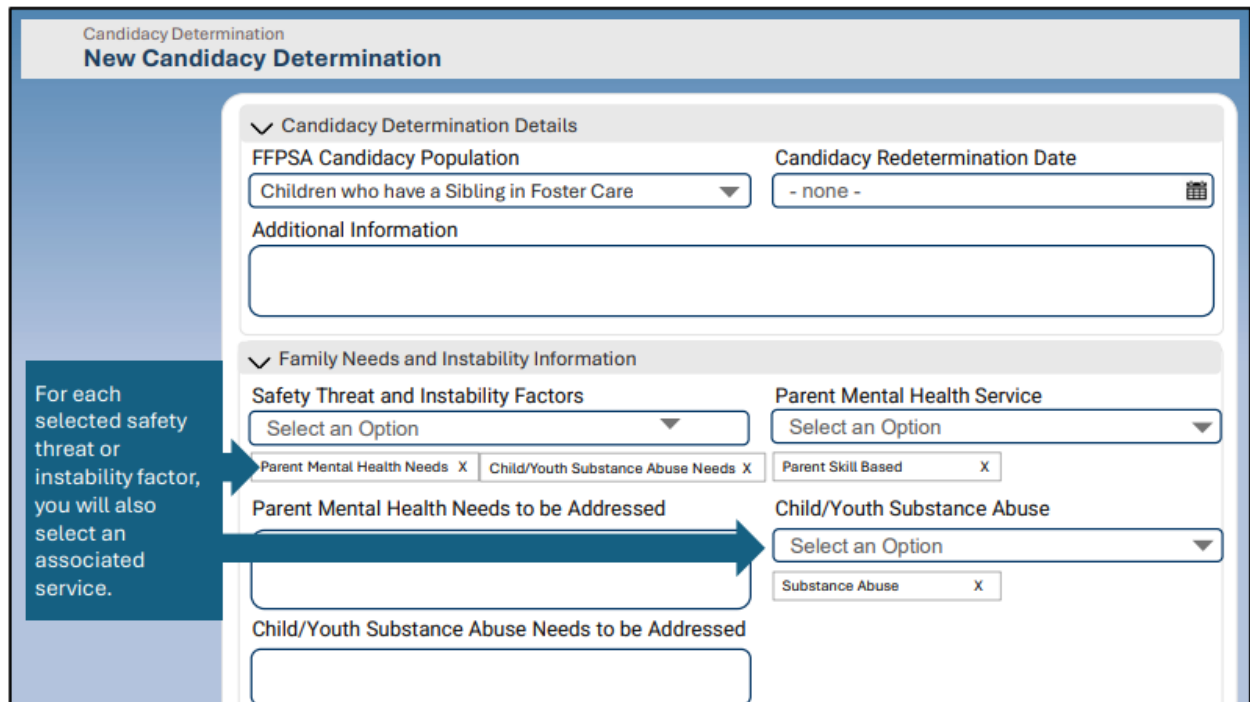 Candidacy Determination
New Candidacy Determination
Candidacy Determination Details
FFPSA Candidacy Population
Candidacy Redetermination Date
Children who have a Sibling in Foster Care
- none -
Additional Information
Family Needs and Instability Information
For each
selected safety
threat or
instability factor,
you will also
select an
associated
service.
Safety Threat and Instability Factors
Parent Mental Health Service
Select an Option
Select an Option
Parent Mental Health Needs X
Child/Youth Substance Abuse Needs X
Parent Skill Based X
Parent Mental Health Needs to be Addressed
Child/Youth Substance Abuse
Select an Option
Substance Abuse X
Child/Youth Substance Abuse Needs to be Addressed